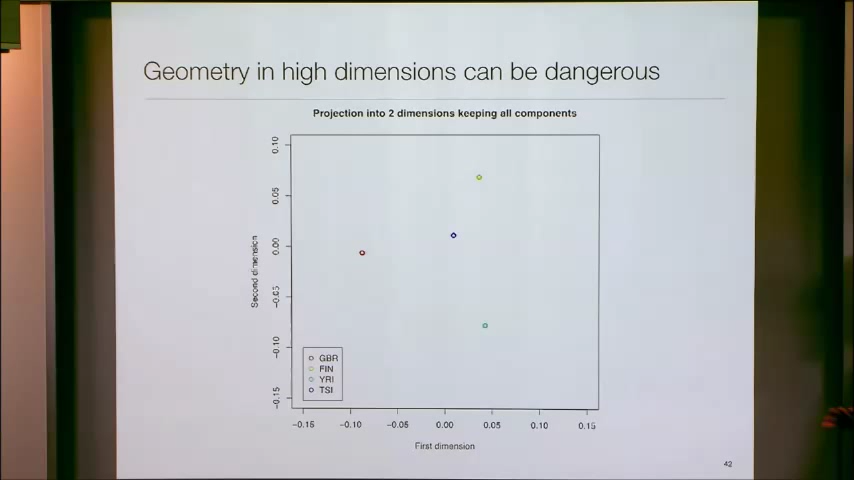 Geometry in high dimensions can be dangerous
Projection into 2 dimensions keeping all components
0.10
0.05
0.00
−0.05
−0.10
−0.15
Second dimension
GBR
FIN
YRI
TSI
−0.15 −0.10 −0.05 0.00 0.05 0.10 0.15
First dimension
42